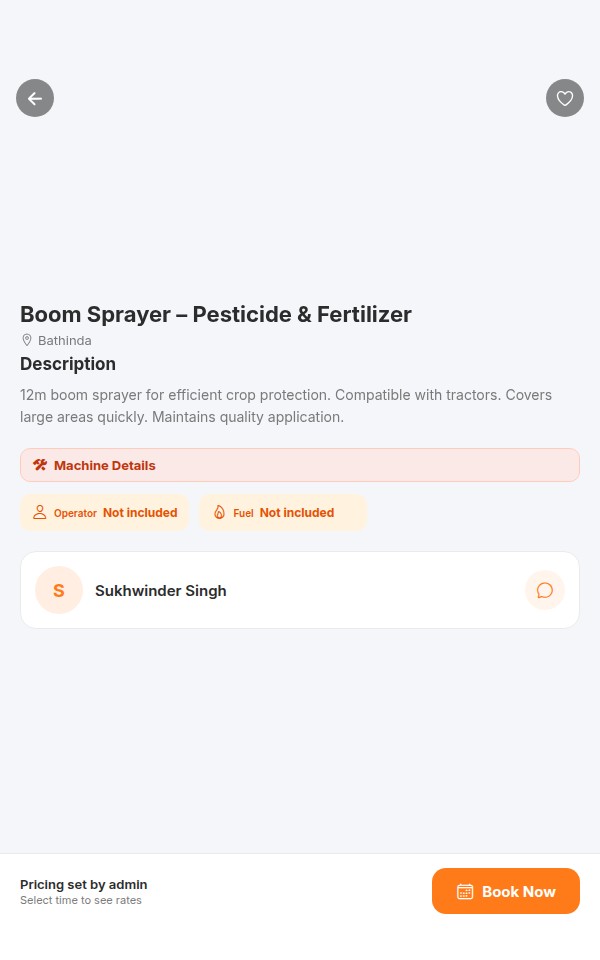 Boom Sprayer – Pesticide & Fertilizer
Bathinda
Description
12m boom sprayer for efficient crop protection. Compatible with tractors. Covers
large areas quickly. Maintains quality application.
Machine Details
Operator Not included
Fuel Not included
S
Sukhwinder Singh
Pricing set by admin
Select time to see rates
Book Now